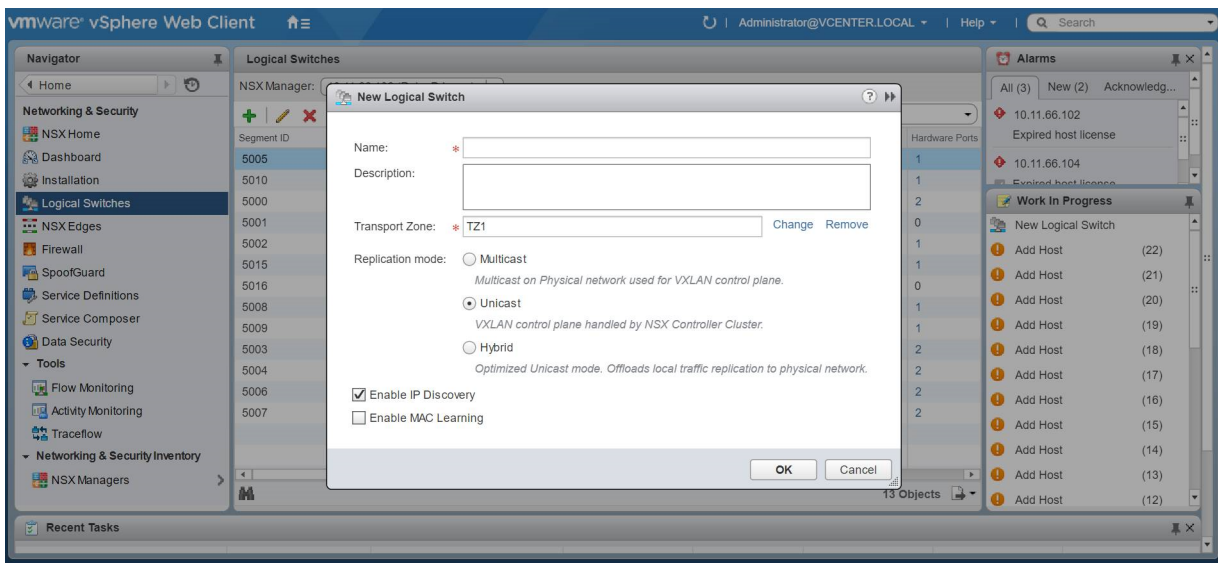 vmware® vSphere Web Client
Administrator@VCENTER.LOCAL | Help | Search
Navigator
Home
Networking & Security
NSX Home
Dashboard
Installation
Logical Switches
NSX Edges
Firewall
SpoofGuard
Service Definitions
Service Composer
Data Security
Tools
Flow Monitoring
Activity Monitoring
Traceflow
Networking & Security Inventory
NSX Managers
Logical Switches
NSX Manager:
Segment ID
Hardware Ports
5005 1
5010 1
5000 2
5001 0
5002 1
5015 1
5016 0
5008 1
5009 1
5003 2
5004 2
5006 2
5007 2
13 Objects
New Logical Switch
Name: *
Description:
Transport Zone: * TZ1 Change Remove
Replication mode: Multicast
Multicast on Physical network used for VXLAN control plane.
Unicast
VXLAN control plane handled by NSX Controller Cluster.
Hybrid
Optimized Unicast mode. Offloads local traffic replication to physical network.
Enable IP Discovery
Enable MAC Learning
OK Cancel
Alarms
All (3) New (2) Acknowledg...
10.11.66.102
Expired host license
10.11.66.104
Expired host license
Work In Progress
New Logical Switch
Add Host (22)
Add Host (21)
Add Host (20)
Add Host (19)
Add Host (18)
Add Host (17)
Add Host (16)
Add Host (15)
Add Host (14)
Add Host (13)
Add Host (12)
Recent Tasks